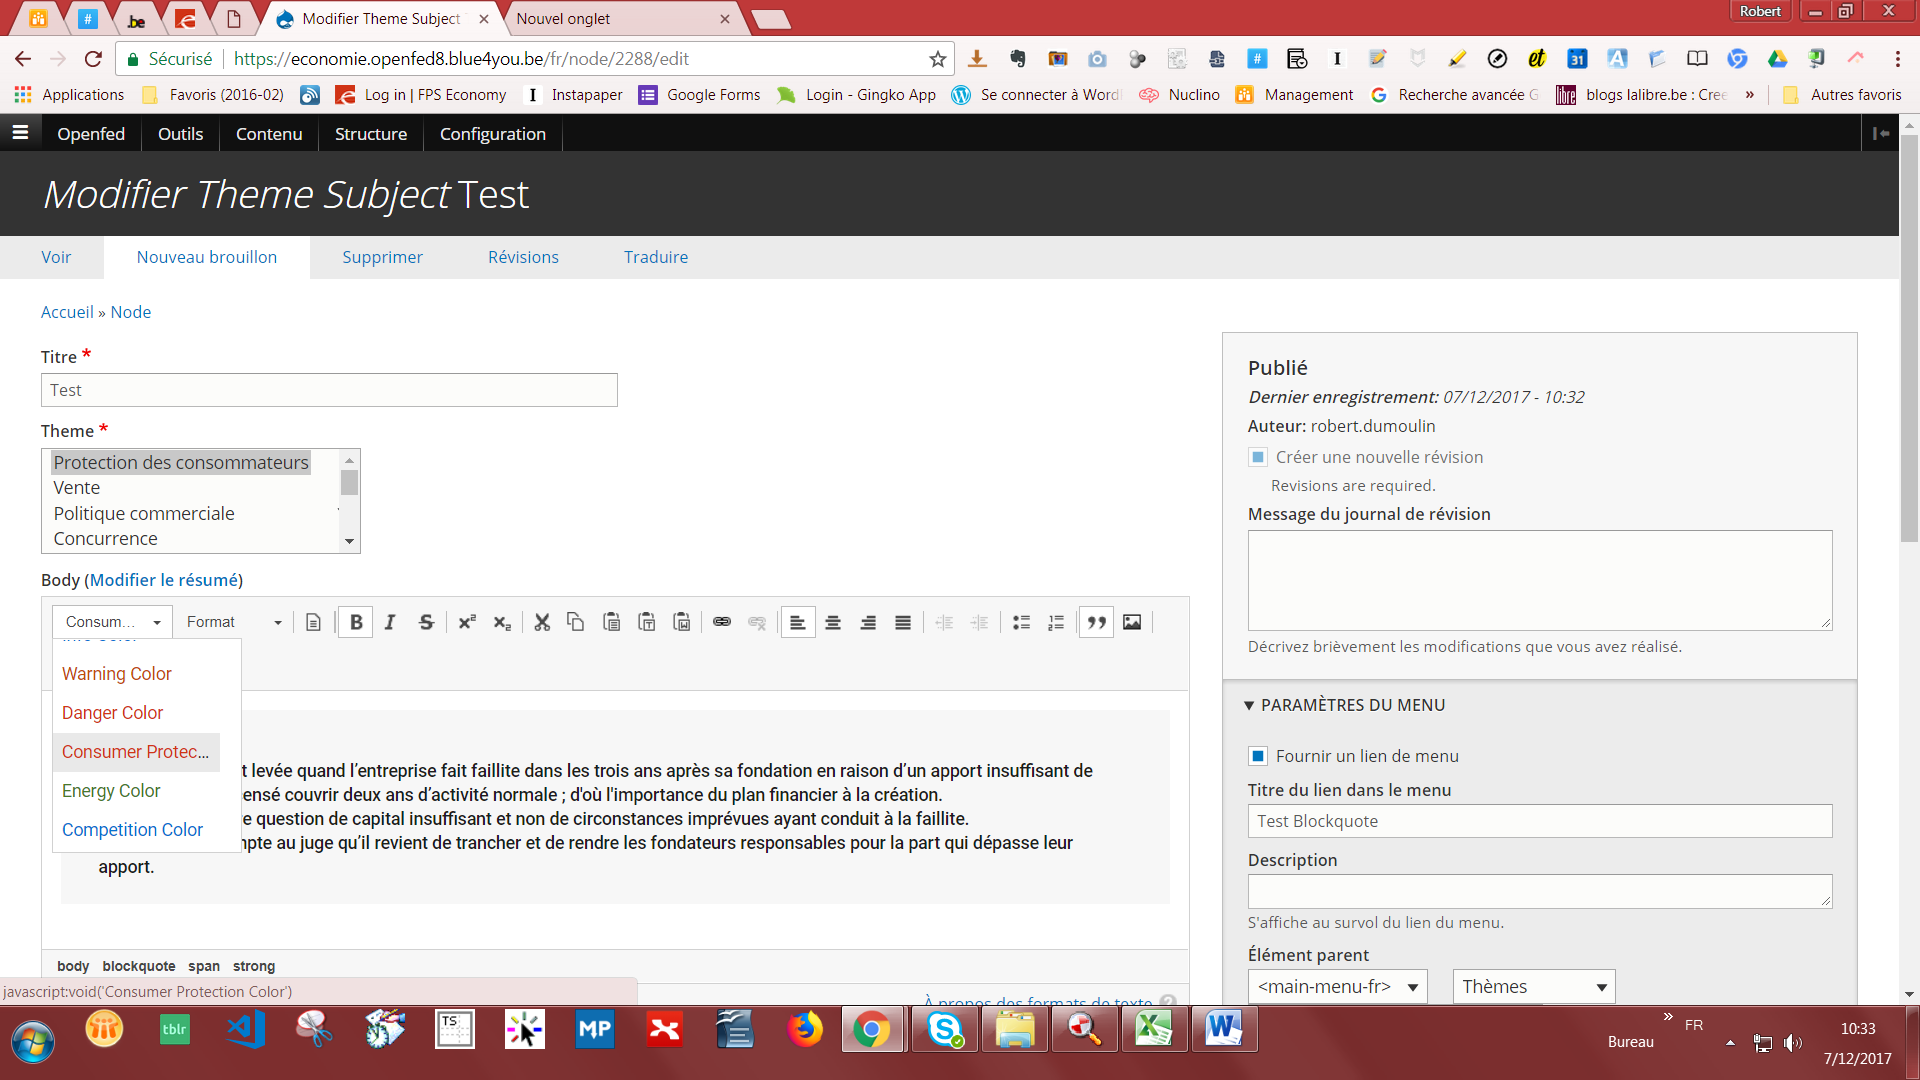 Robert
.be
Modifier Theme Subject
Nouvel onglet
Sécurisé
https://economie.openfed8.blue4you.be/fr/node/2288/edit
Applications
Favoris (2016-02)
Log in | FPS Economy
Instapaper
Google Forms
Login - Gingko App
Se connecter à Word
Nuclino
Management
Recherche avancée G
blogs lalibre.be : Cree
»
Autres favoris
Openfed
Outils
Contenu
Structure
Configuration
Modifier Theme Subject Test
Voir
Nouveau brouillon
Supprimer
Révisions
Traduire
Accueil » Node
Titre *
Test
Theme *
Protection des consommateurs
Vente
Politique commerciale
Concurrence
Body (Modifier le résumé)
Consum...
Format
Info Color
Warning Color
Danger Color
Consumer Protec...
Energy Color
Competition Color
t levée quand l’entreprise fait faillite dans les trois ans après sa fondation en raison d’un apport insuffisant de
ensé couvrir deux ans d’activité normale ; d'où l'importance du plan financier à la création.
e question de capital insuffisant et non de circonstances imprévues ayant conduit à la faillite.
mpte au juge qu’il revient de trancher et de rendre les fondateurs responsables pour la part qui dépasse leur
apport.
body blockquote span strong
À propos des formats de texte
javascript:void('Consumer Protection Color')
Publié
Dernier enregistrement: 07/12/2017 - 10:32
Auteur: robert.dumoulin
Créer une nouvelle révision
Revisions are required.
Message du journal de révision
Décrivez brièvement les modifications que vous avez réalisé.
PARAMÈTRES DU MENU
Fournir un lien de menu
Titre du lien dans le menu
Test Blockquote
Description
S'affiche au survol du lien du menu.
Élément parent
<main-menu-fr>
Thèmes
tblr
TS
MP
Bureau
»
FR
10:33
7/12/2017